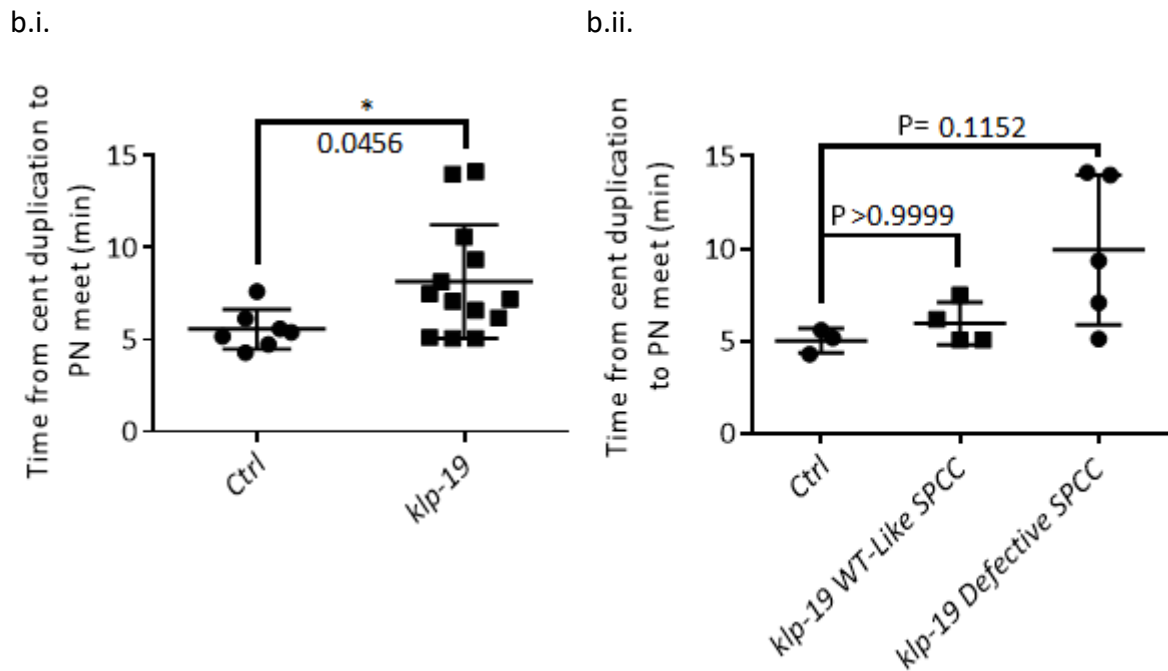 b.i.
Time from cent duplication to
PN meet (min)
*
0.0456
15
10
5
0
Ctrl
klp-19
b.ii.
Time from cent duplication
to PN meet (min)
P= 0.1152
P >0.9999
15
10
5
0
Ctrl
klp-19 WT-Like SPCC
klp-19 Defective SPCC